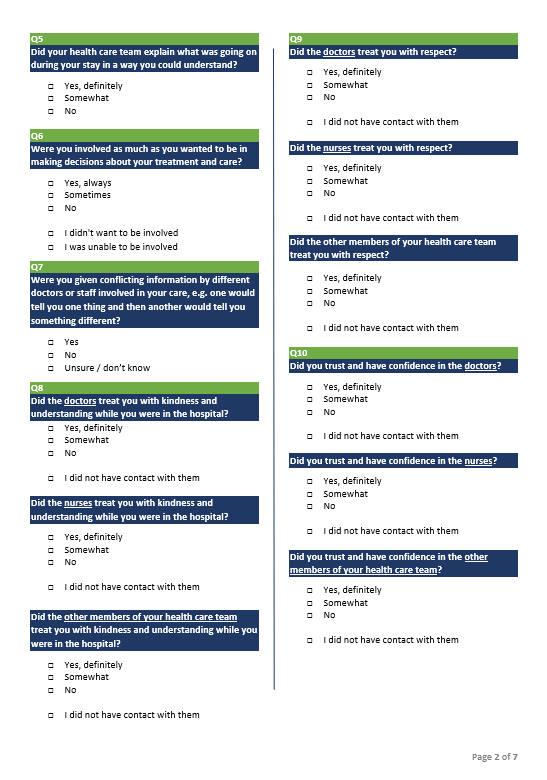 Q5
Did your health care team explain what was going on
during your stay in a way you could understand?
□ Yes, definitely
□ Somewhat
□ No
Q6
Were you involved as much as you wanted to be in
making decisions about your treatment and care?
□ Yes, always
□ Sometimes
□ No
□ I didn't want to be involved
□ I was unable to be involved
Q7
Were you given conflicting information by different
doctors or staff involved in your care, e.g. one would
tell you one thing and then another would tell you
something different?
□ Yes
□ No
□ Unsure / don't know
Q8
Did the doctors treat you with kindness and
understanding while you were in the hospital?
□ Yes, definitely
□ Somewhat
□ No
□ I did not have contact with them
Did the nurses treat you with kindness and
understanding while you were in the hospital?
□ Yes, definitely
□ Somewhat
□ No
□ I did not have contact with them
Did the other members of your health care team
treat you with kindness and understanding while you
were in the hospital?
□ Yes, definitely
□ Somewhat
□ No
□ I did not have contact with them
Q9
Did the doctors treat you with respect?
□ Yes, definitely
□ Somewhat
□ No
□ I did not have contact with them
Did the nurses treat you with respect?
□ Yes, definitely
□ Somewhat
□ No
□ I did not have contact with them
Did the other members of your health care team
treat you with respect?
□ Yes, definitely
□ Somewhat
□ No
□ I did not have contact with them
Q10
Did you trust and have confidence in the doctors?
□ Yes, definitely
□ Somewhat
□ No
□ I did not have contact with them
Did you trust and have confidence in the nurses?
□ Yes, definitely
□ Somewhat
□ No
□ I did not have contact with them
Did you trust and have confidence in the other
members of your health care team?
□ Yes, definitely
□ Somewhat
□ No
□ I did not have contact with them
Page 2 of 7